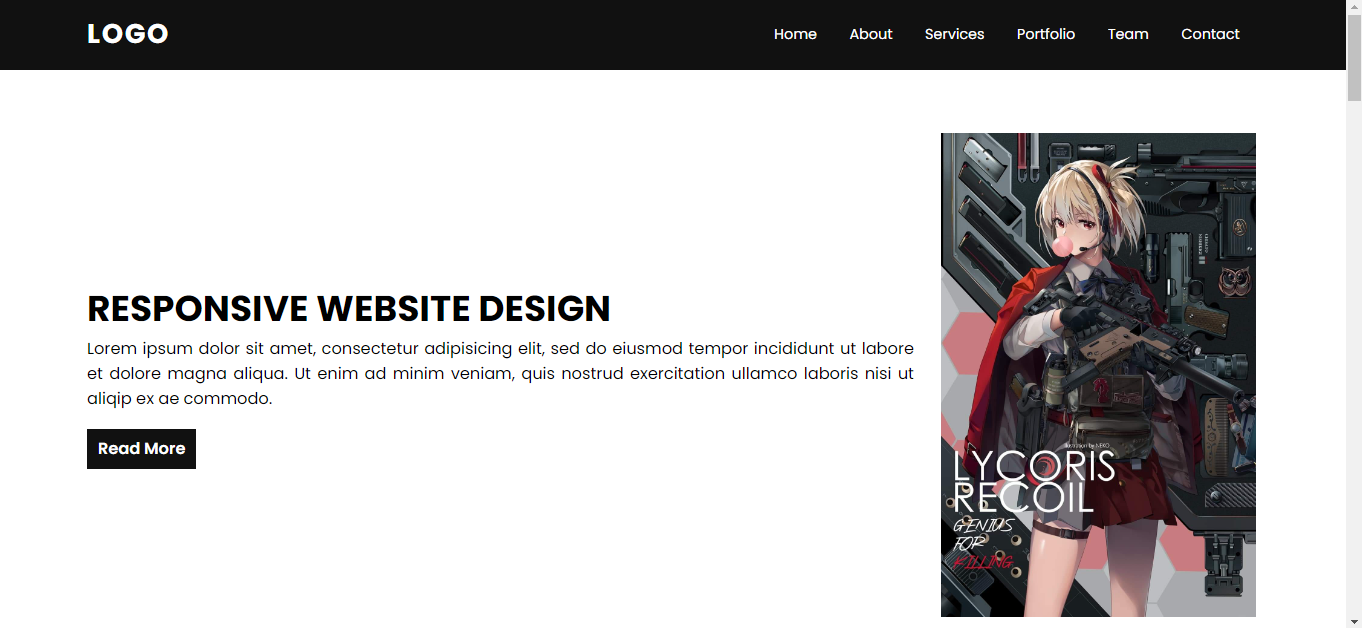 LOGO
Home About Services Portfolio Team Contact
RESPONSIVE WEBSITE DESIGN
Lorem ipsum dolor sit amet, consectetur adipisicing elit, sed do eiusmod tempor incididunt ut labore
et dolore magna aliqua. Ut enim ad minim veniam, quis nostrud exercitation ullamco laboris nisi ut
aliqip ex ae commodo.
Read More
illustration by NEKO
LYCORIS
RECOIL
GENIUS
FOR
KILLING